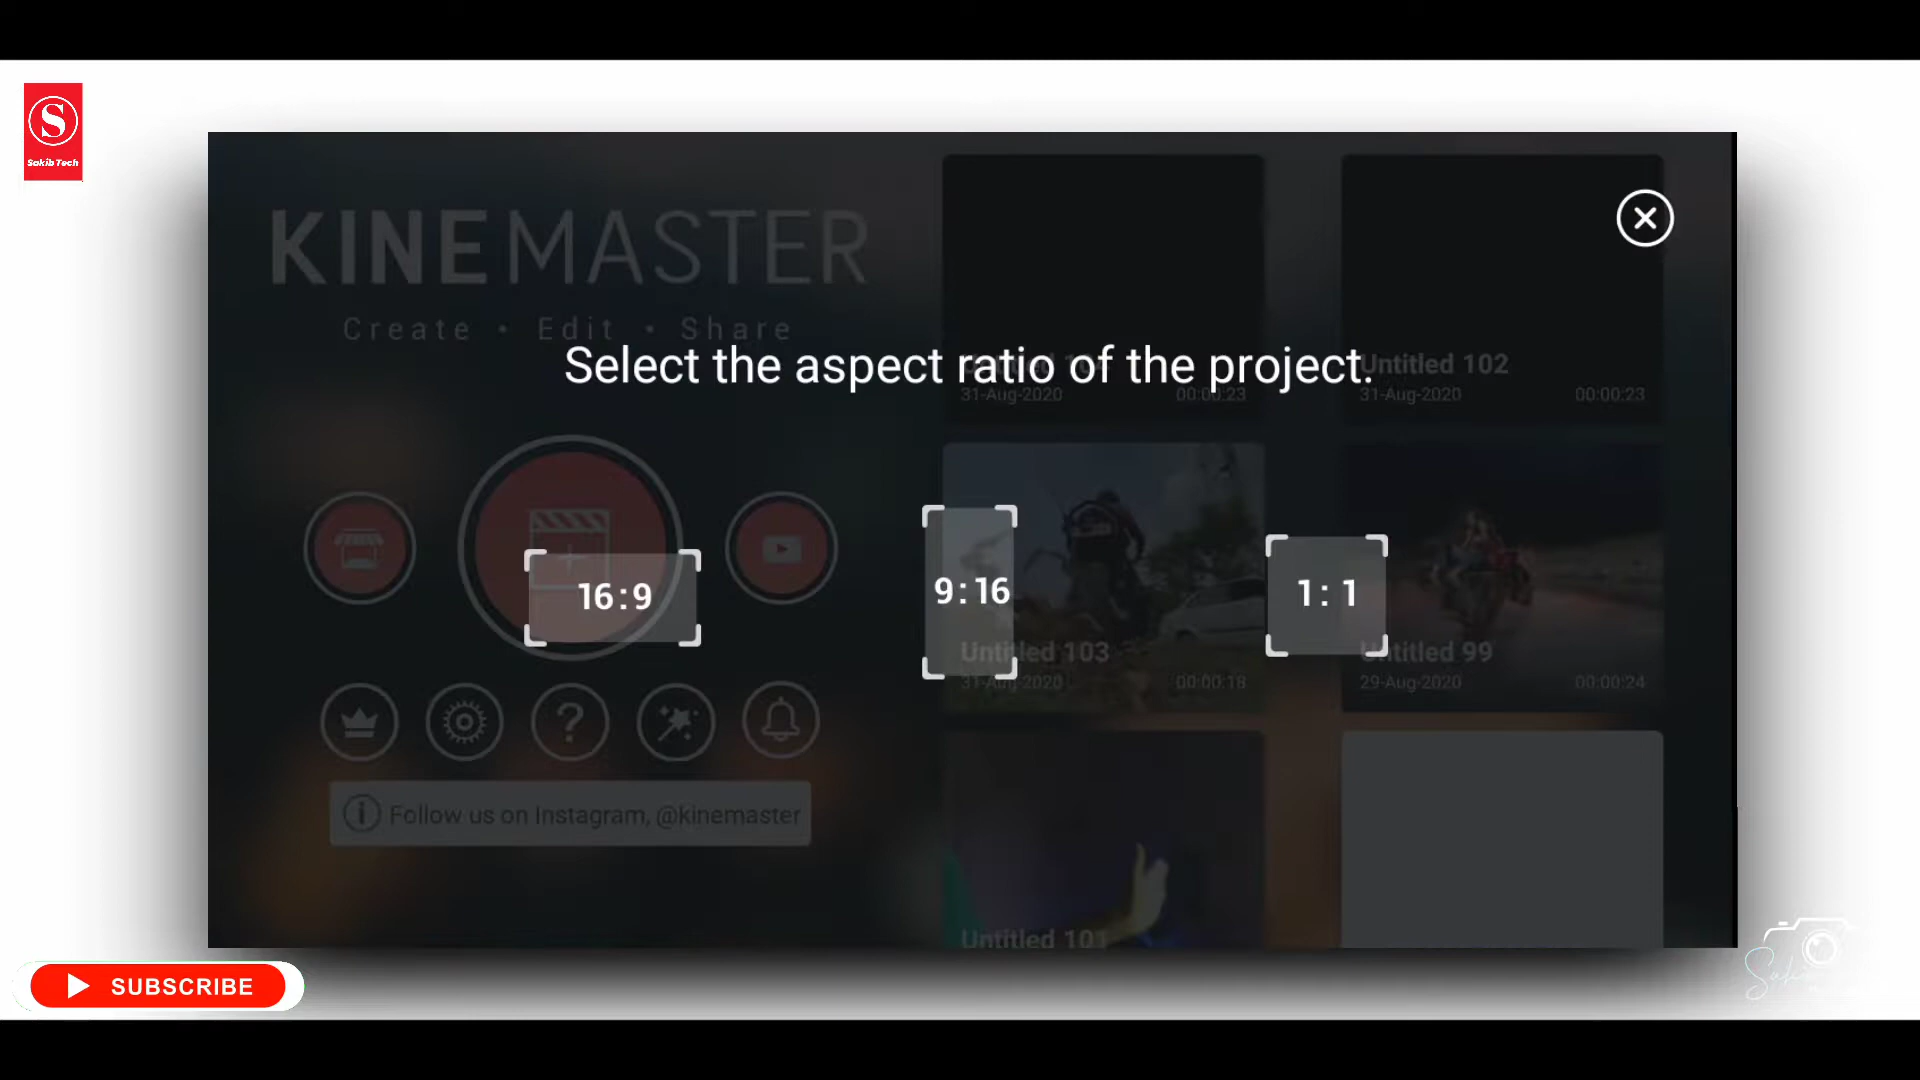 S
Sakib Tech
KINEMASTER
Create • Edit • Share
Select the aspect ratio of the project.
31-Aug-2020 00:00:23
Untitled 102
31-Aug-2020 00:00:23
16:9
9:16
1:1
Untitled 103
31-Aug-2020 00:00:18
Untitled 99
29-Aug-2020 00:00:24
?
Follow us on Instagram, @kinemaster
Untitled 101
SUBSCRIBE